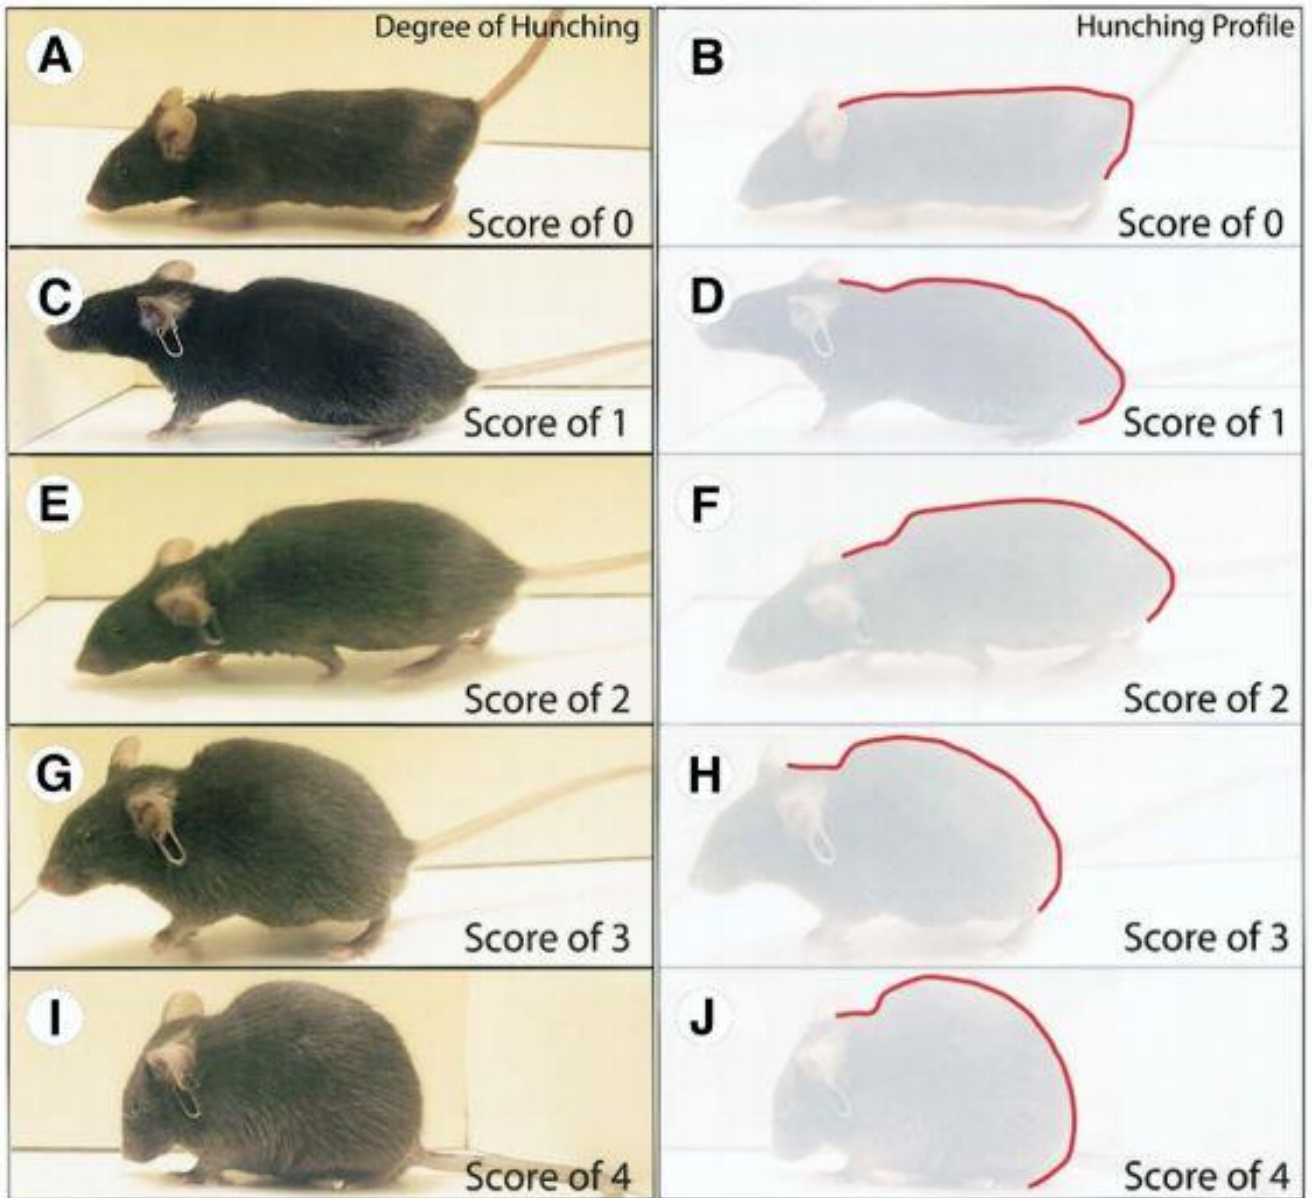 A
Degree of Hunching
B
Hunching Profile
Score of 0
Score of 0
C
D
Score of 1
Score of 1
E
F
Score of 2
Score of 2
G
H
Score of 3
Score of 3
I
J
Score of 4
Score of 4